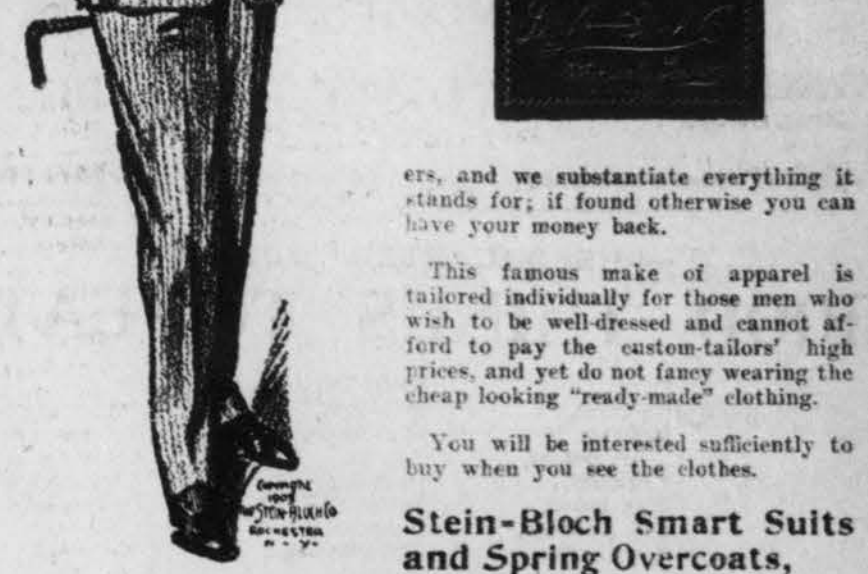 ers, and we substantiate everything it
stands for; if found otherwise you can
have your money back.
This famous make of apparel is
tailored individually for those men who
wish to be well-dressed and cannot af-
ford to pay the custom-tailors' high
prices, and yet do not fancy wearing the
cheap looking "ready-made" clothing.
You will be interested sufficiently to
buy when you see the clothes.
Copyright
STEIN-BLOCH CO
ROCHESTER
N.Y.
Stein-Bloch Smart Suits
and Spring Overcoats,